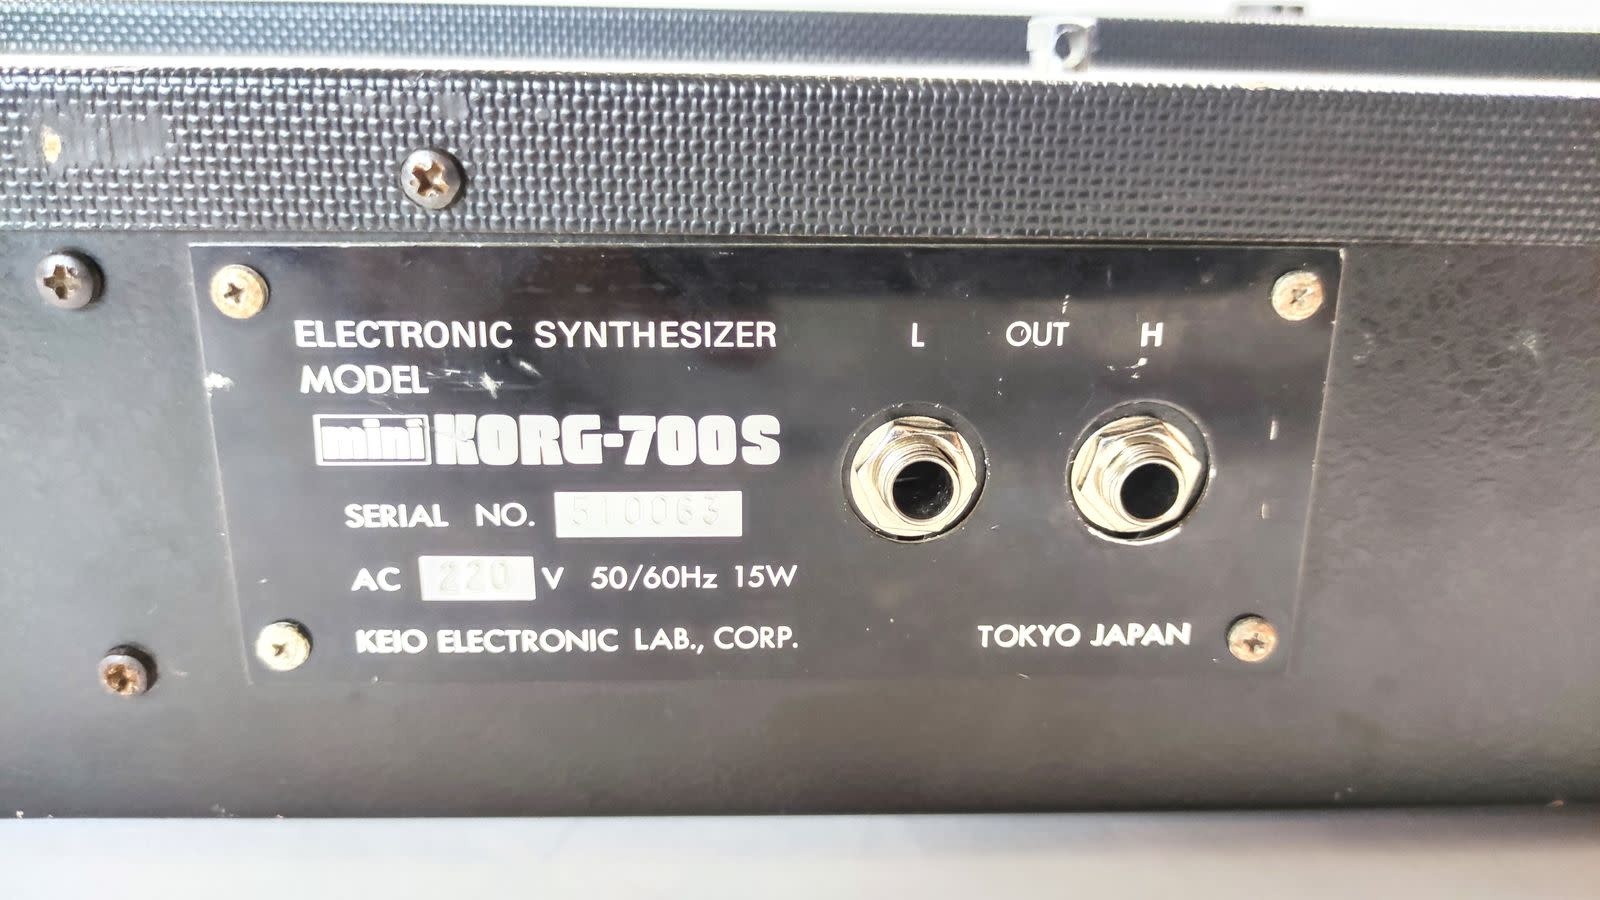 ELECTRONIC SYNTHESIZER
L OUT H
MODEL
mini KORG-700S
SERIAL NO. 510063
AC 220 V 50/60Hz 15W
KEIO ELECTRONIC LAB., CORP.
TOKYO JAPAN